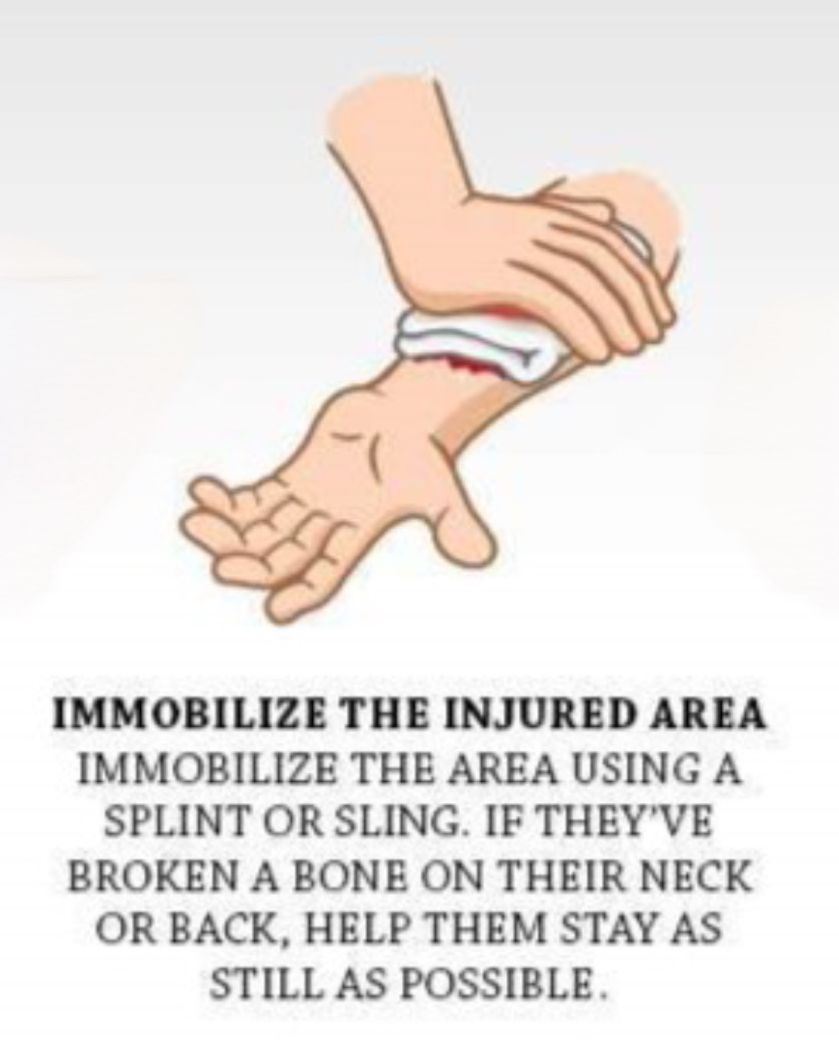 IMMOBILIZE THE INJURED AREA
IMMOBILIZE THE AREA USING A
SPLINT OR SLING. IF THEY'VE
BROKEN A BONE ON THEIR NECK
OR BACK, HELP THEM STAY AS
STILL AS POSSIBLE.